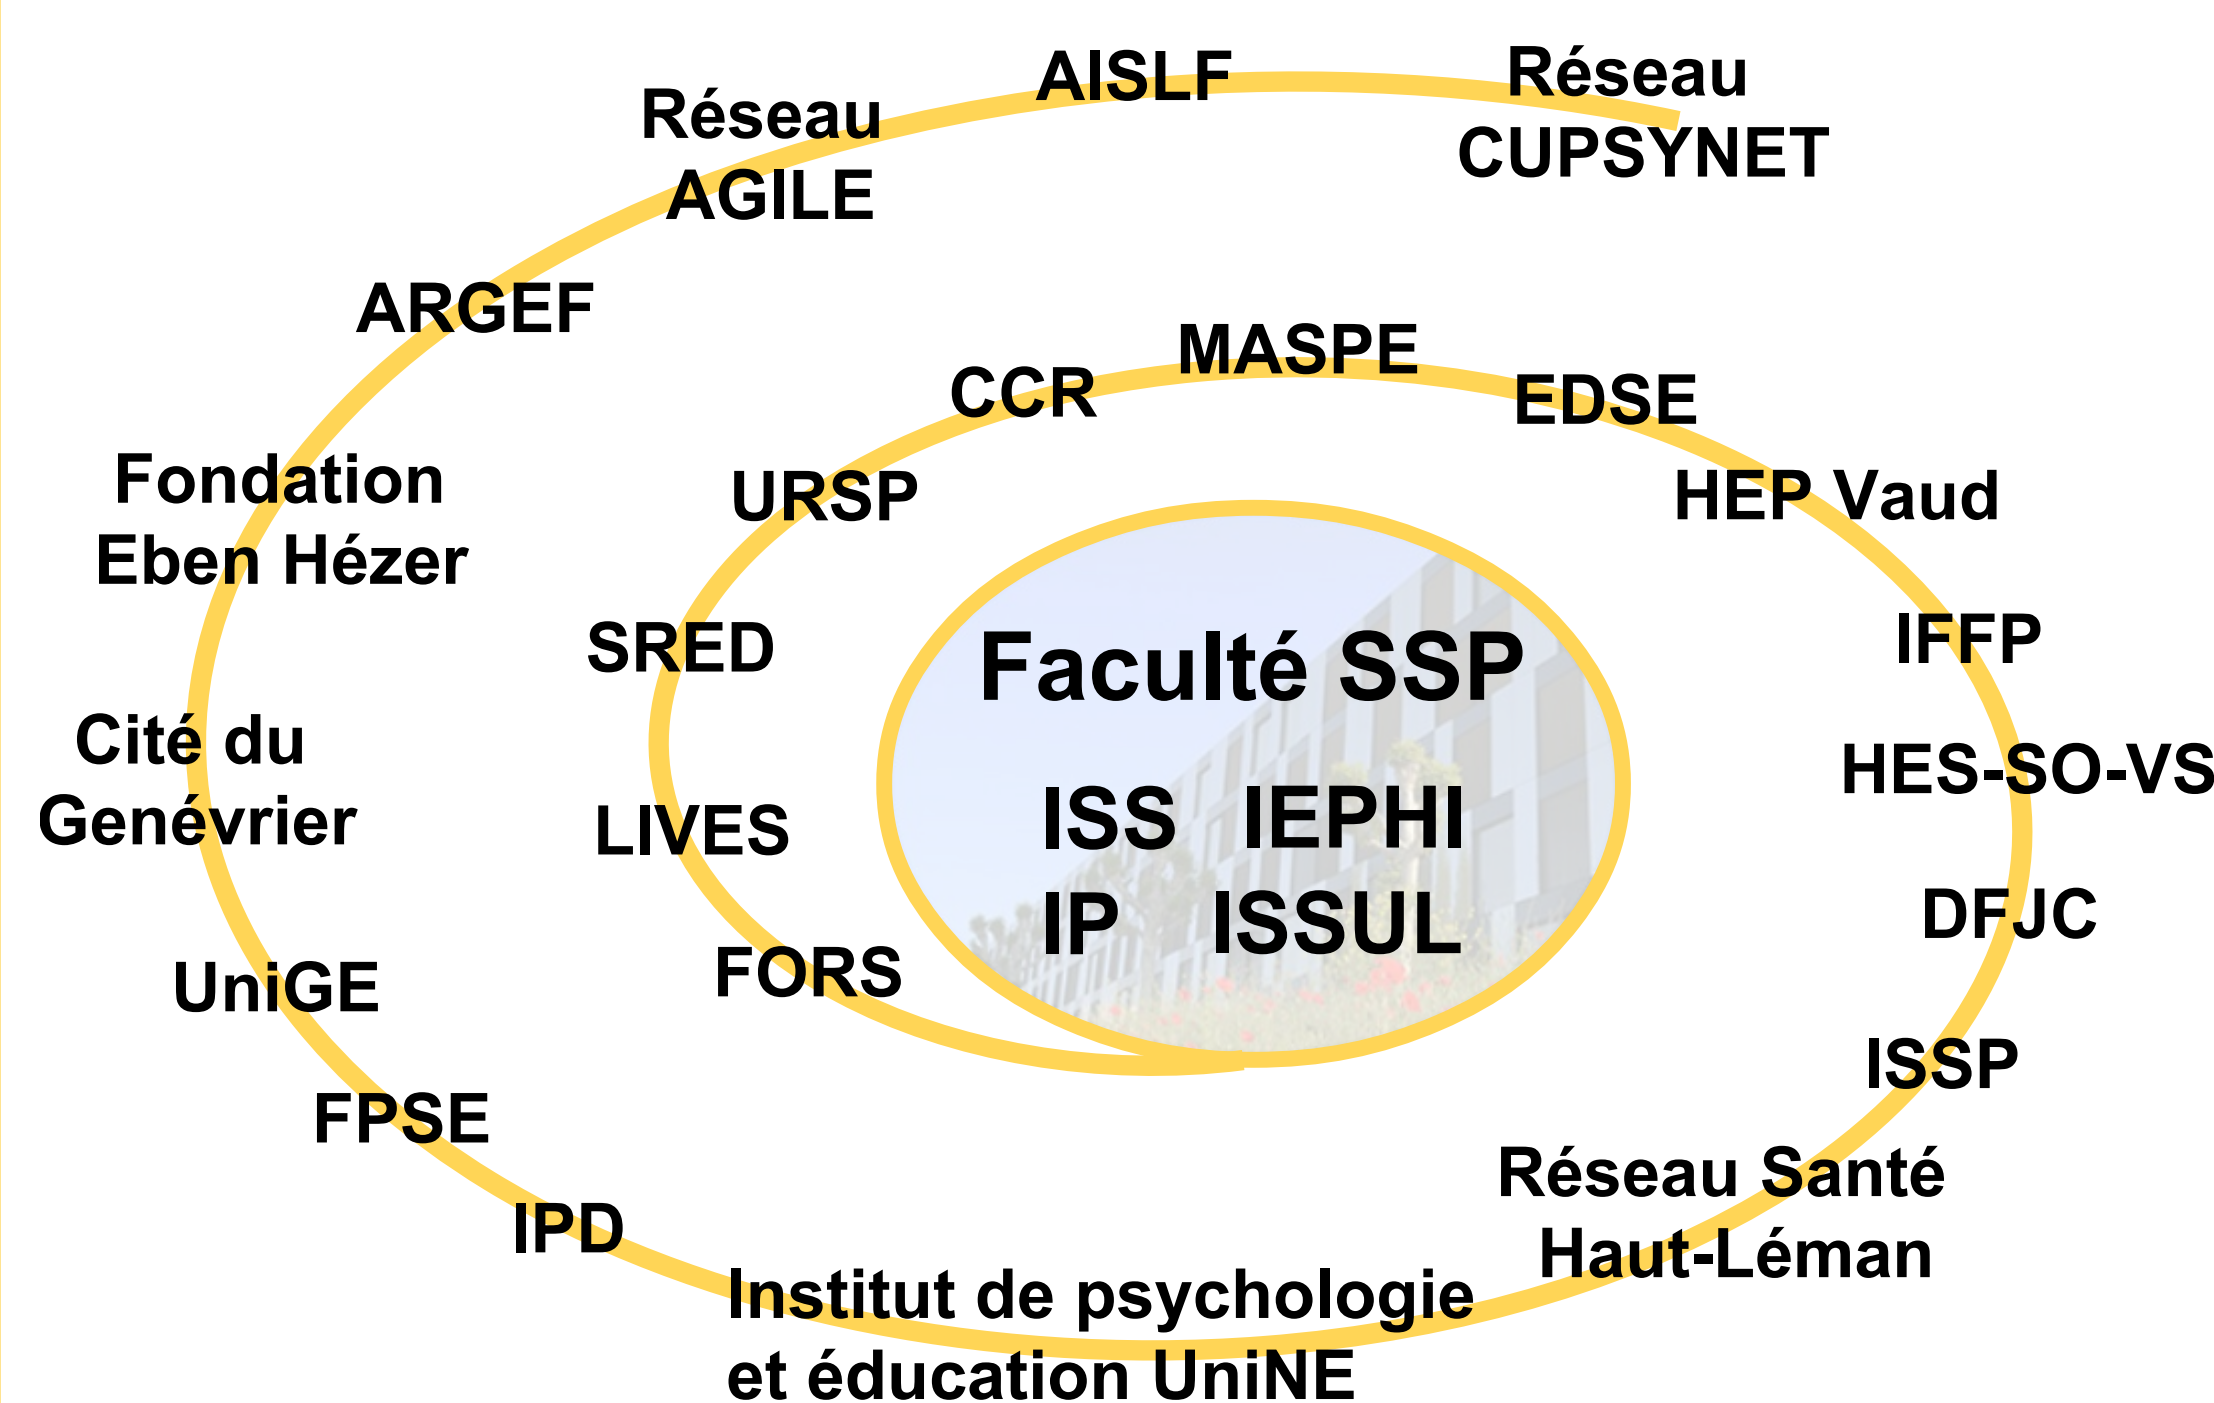 Réseau
CUPSYNET
AISLF
Réseau
AGILE
ARGEF
Fondation
Eben Hézer
Cité du
Genévrier
UniGE
FPSE
IPD
Institut de psychologie
et éducation UniNE
Réseau Santé
Haut-Léman
ISSP
DFJC
HES-SO-VS
IFFP
HEP Vaud
EDSE
MASPE
CCR
URSP
SRED
LIVES
FORS
Faculté SSP
ISS IEPHI
IP ISSUL